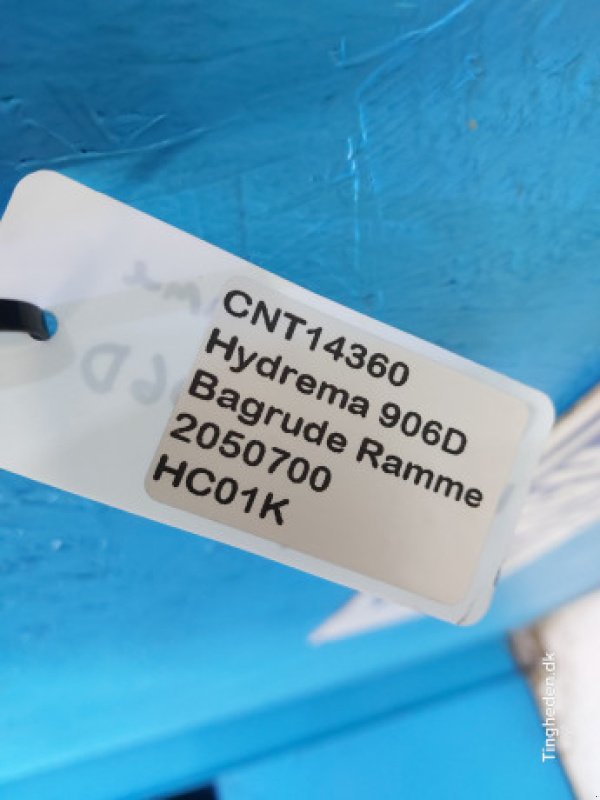 CNT14360
Hydrema 906D
Bagrude Ramme
2050700
HC01K
Tingheden.dk